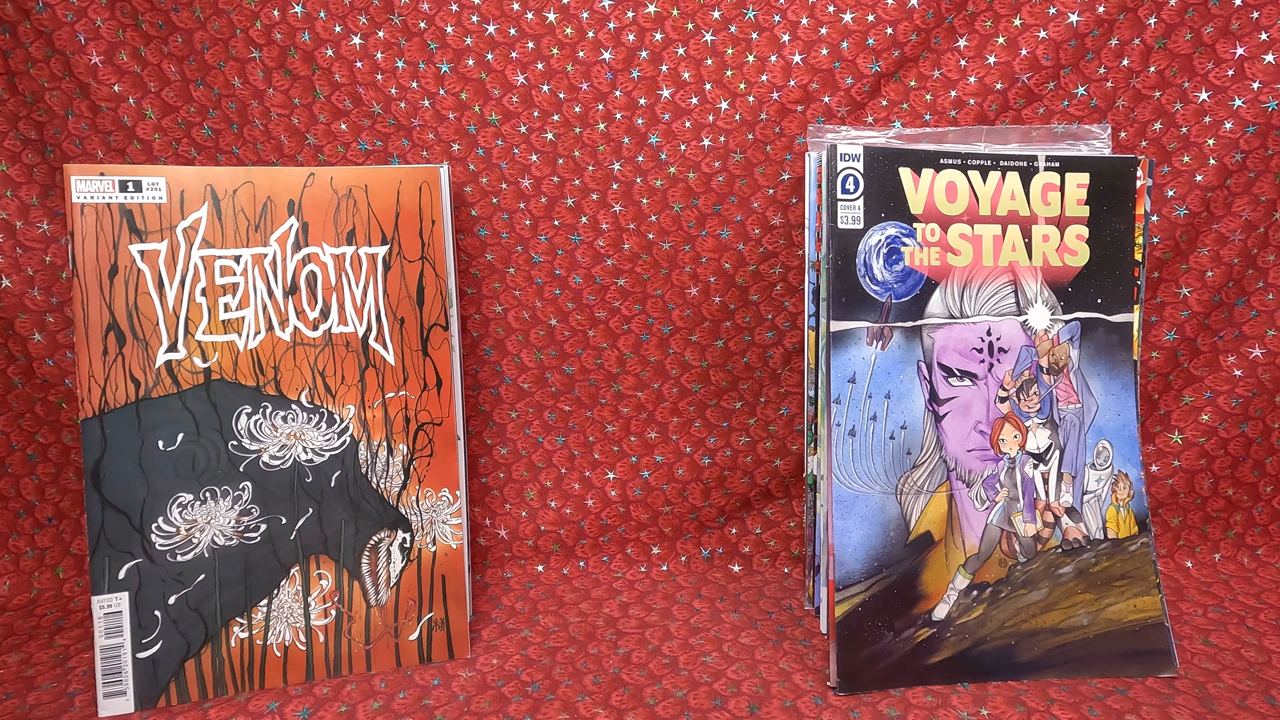 MARVEL 1 LGY #201
VARIANT EDITION
VENOM
RATED T+
$5.99 US
IDW
4
COVER A
$3.99
ASMUS • COPPLE • DAIDONE • GRAHAM
VOYAGE
TO
THE STARS